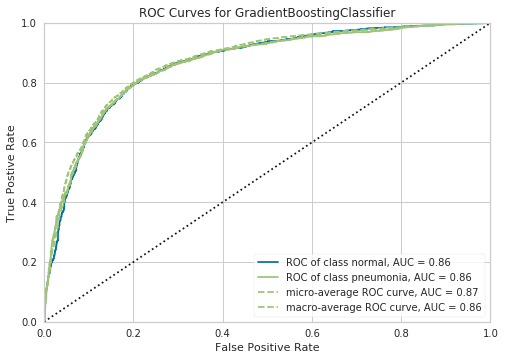 ROC Curves for GradientBoostingClassifier
1.0
0.8
0.6
0.4
0.2
0.0
True Postive Rate
0.0 0.2 0.4 0.6 0.8 1.0
False Positive Rate
ROC of class normal, AUC = 0.86
ROC of class pneumonia, AUC = 0.86
micro-average ROC curve, AUC = 0.87
macro-average ROC curve, AUC = 0.86